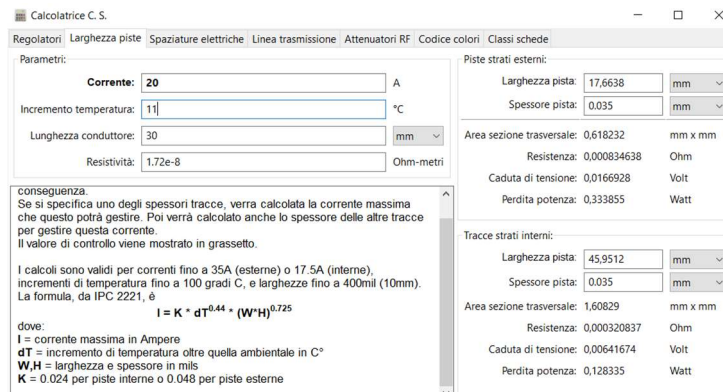 Calcolatrice C. S.
Regolatori Larghezza piste Spaziature elettriche Linea trasmissione Attenuatori RF Codice colori Classi schede
Parametri:
Corrente: 20 A
Incremento temperatura: 11 °C
Lunghezza conduttore: 30 mm
Resistività: 1.72e-8 Ohm-metri
conseguenza.
Se si specifica uno degli spessori tracce, verra calcolata la corrente massima
che questo potrà gestire. Poi verrà calcolato anche lo spessore delle altre tracce
per gestire questa corrente.
Il valore di controllo viene mostrato in grassetto.
I calcoli sono validi per correnti fino a 35A (esterne) o 17.5A (interne),
incrementi di temperatura fino a 100 gradi C, e larghezze fino a 400mil (10mm).
La formula, da IPC 2221, è
I = K * dT^0.44 * (W*H)^0.725
dove:
I = corrente massima in Ampere
dT = incremento di temperatura oltre quella ambientale in C°
W,H = larghezza e spessore in mils
K = 0.024 per piste interne o 0.048 per piste esterne
Piste strati esterni:
Larghezza pista: 17,6638 mm
Spessore pista: 0.035 mm
Area sezione trasversale: 0,618232 mm x mm
Resistenza: 0,000834638 Ohm
Caduta di tensione: 0,0166928 Volt
Perdita potenza: 0,333855 Watt
Tracce strati interni:
Larghezza pista: 45,9512 mm
Spessore pista: 0.035 mm
Area sezione trasversale: 1,60829 mm x mm
Resistenza: 0,000320837 Ohm
Caduta di tensione: 0,00641674 Volt
Perdita potenza: 0,128335 Watt